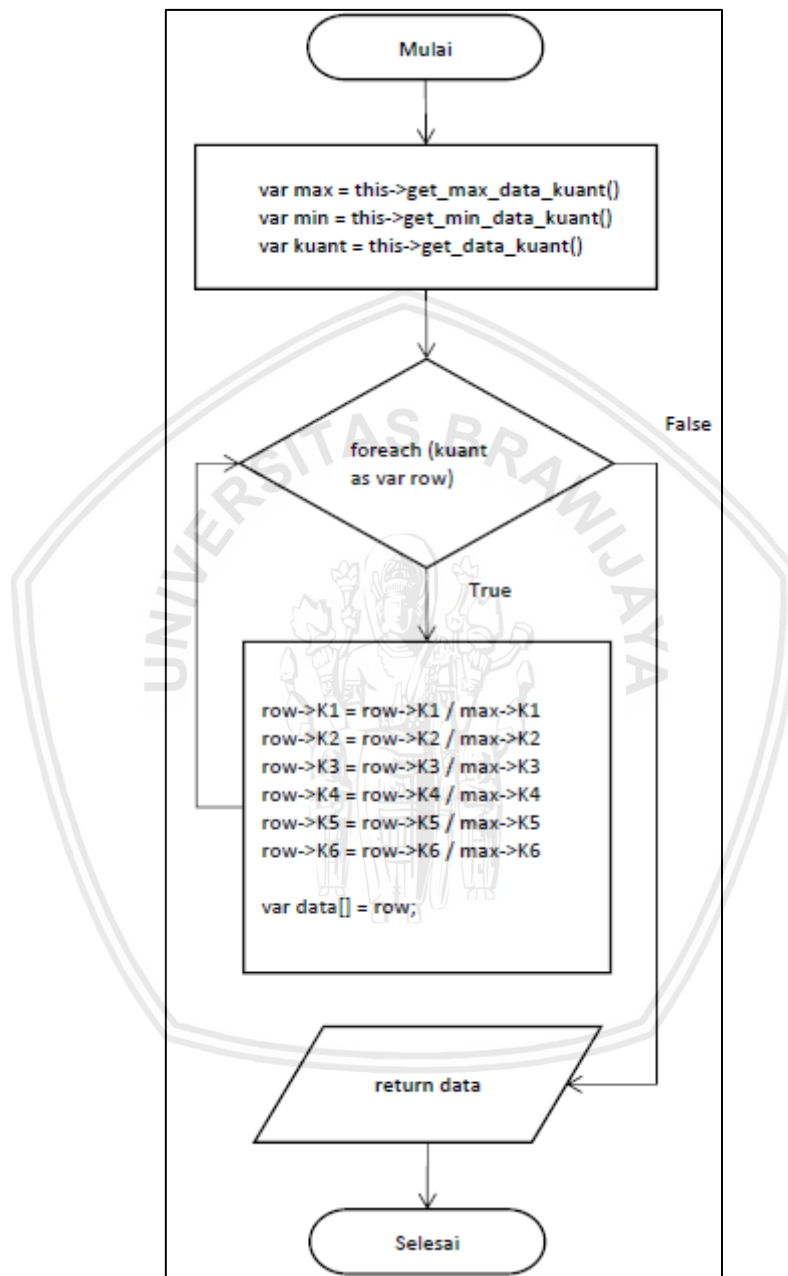 Mulai
var max = this->get_max_data_kuant()
var min = this->get_min_data_kuant()
var kuant = this->get_data_kuant()
foreach (kuant
as var row)
False
True
row->K1 = row->K1 / max->K1
row->K2 = row->K2 / max->K2
row->K3 = row->K3 / max->K3
row->K4 = row->K4 / max->K4
row->K5 = row->K5 / max->K5
row->K6 = row->K6 / max->K6
var data[] = row;
return data
Selesai
UNIVERSITAS BRAWIJAYA